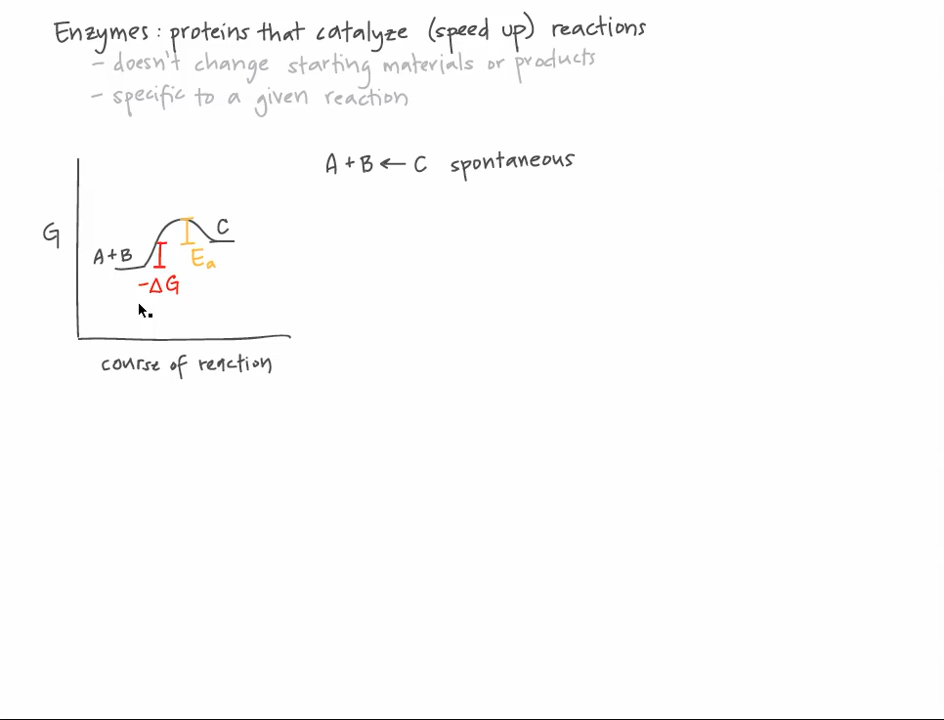 Enzymes: proteins that catalyze (speed up) reactions
- doesn't change starting materials or products
- specific to a given reaction
A + B ← C spontaneous
G
A+B
C
Ea
-ΔG
course of reaction